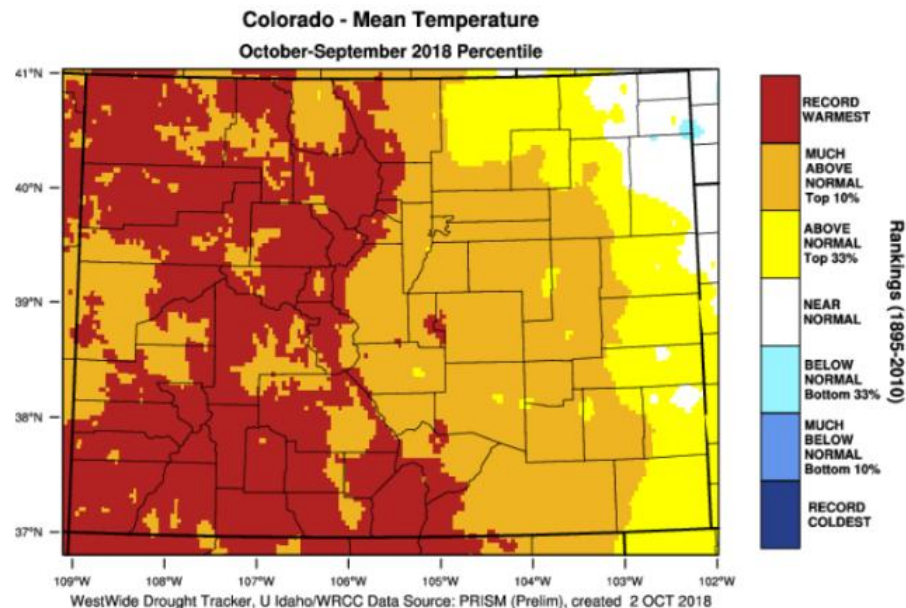 Colorado - Mean Temperature
October-September 2018 Percentile
41°N
40°N
39°N
38°N
37°N
109°W 108°W 107°W 106°W 105°W 104°W 103°W 102°W
RECORD
WARMEST
MUCH
ABOVE
NORMAL
Top 10%
ABOVE
NORMAL
Top 33%
NEAR
NORMAL
BELOW
NORMAL
Bottom 33%
MUCH
BELOW
NORMAL
Bottom 10%
RECORD
COLDEST
Rankings (1895-2010)
WestWide Drought Tracker, U Idaho/WRCC Data Source: PRISM (Prelim), created 2 OCT 2018